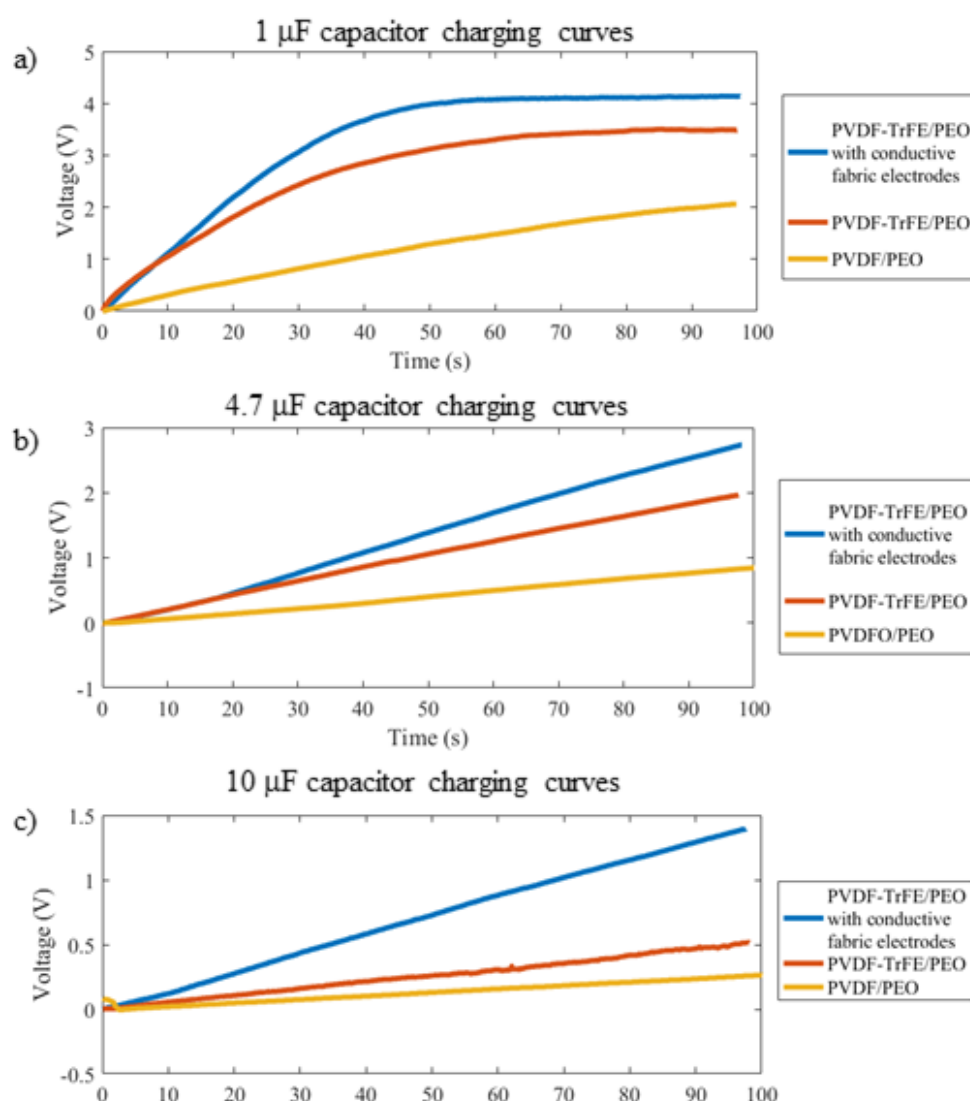 1 μF capacitor charging curves
a)
5
4
3
2
1
0
Voltage (V)
0 10 20 30 40 50 60 70 80 90 100
Time (s)
PVDF-TrFE/PEO
with conductive
fabric electrodes
PVDF-TrFE/PEO
PVDF/PEO
4.7 μF capacitor charging curves
b)
3
2
1
0
-1
Voltage (V)
0 10 20 30 40 50 60 70 80 90 100
Time (s)
PVDF-TrFE/PEO
with conductive
fabric electrodes
PVDF-TrFE/PEO
PVDFO/PEO
10 μF capacitor charging curves
c)
1.5
1
0.5
0
-0.5
Voltage (V)
0 10 20 30 40 50 60 70 80 90 100
PVDF-TrFE/PEO
with conductive
fabric electrodes
PVDF-TrFE/PEO
PVDF/PEO